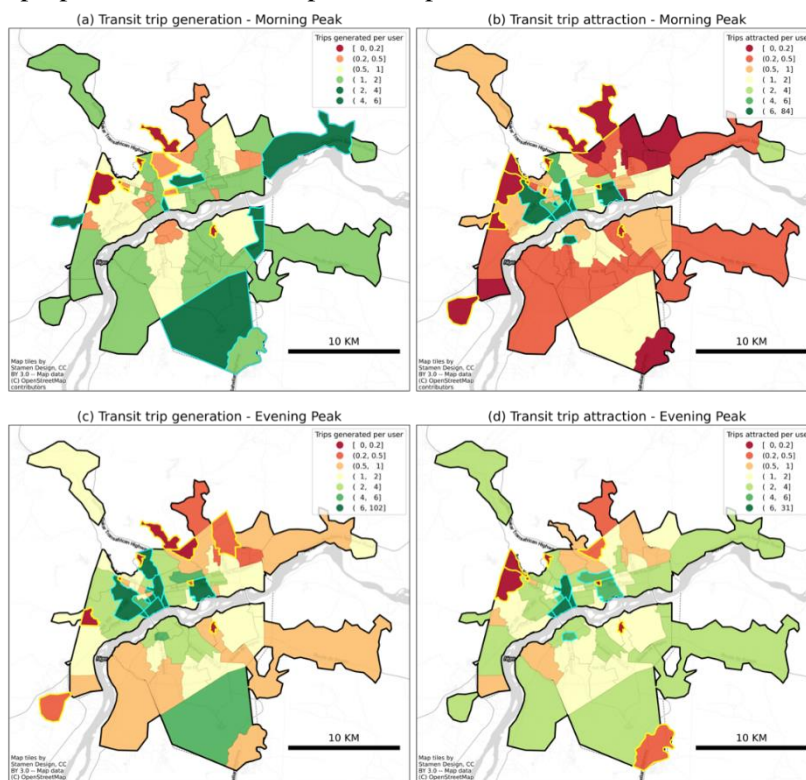 (a) Transit trip generation - Morning Peak
Trips generated per user
[ 0, 0.2]
(0.2, 0.5]
(0.5, 1]
( 1, 2]
( 2, 4]
( 4, 6]
10 KM
Map tiles by
Stamen Design, CC
BY 3.0 -- Map data
(C) OpenStreetMap
contributors
(b) Transit trip attraction - Morning Peak
Trips attracted per user
[ 0, 0.2]
(0.2, 0.5]
(0.5, 1]
( 1, 2]
( 2, 4]
( 4, 6]
( 6, 84]
10 KM
Map tiles by
Stamen Design, CC
BY 3.0 -- Map data
(C) OpenStreetMap
contributors
(c) Transit trip generation - Evening Peak
Trips generated per user
[ 0, 0.2]
(0.2, 0.5]
(0.5, 1]
( 1, 2]
( 2, 4]
( 4, 6]
( 6, 102]
10 KM
Map tiles by
Stamen Design, CC
BY 3.0 -- Map data
(C) OpenStreetMap
contributors
(d) Transit trip attraction - Evening Peak
Trips attracted per user
[ 0, 0.2]
(0.2, 0.5]
(0.5, 1]
( 1, 2]
( 2, 4]
( 4, 6]
( 6, 31]
10 KM
Map tiles by
Stamen Design, CC
BY 3.0 -- Map data
(C) OpenStreetMap
contributors